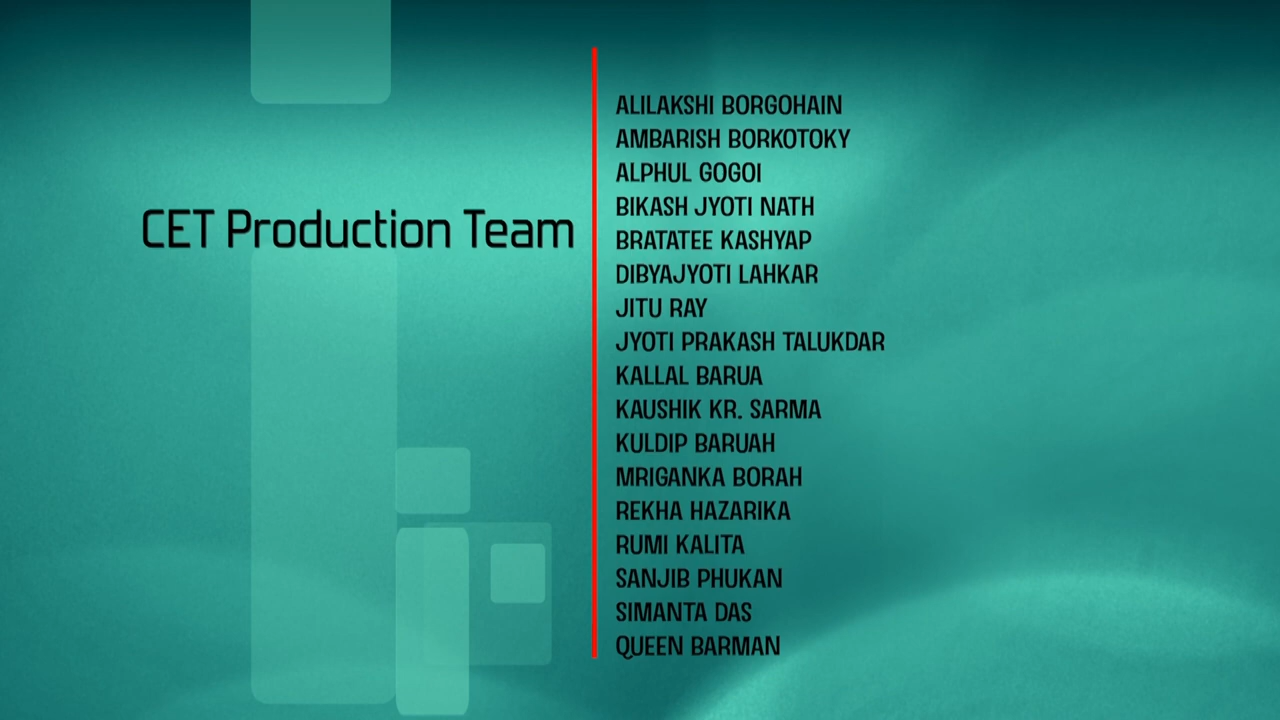 CET Production Team
ALILAKSHI BORGOHAIN
AMBARISH BORKOTOKY
ALPHUL GOGOI
BIKASH JYOTI NATH
BRATATEE KASHYAP
DIBYAJYOTI LAHKAR
JITU RAY
JYOTI PRAKASH TALUKDAR
KALLAL BARUA
KAUSHIK KR. SARMA
KULDIP BARUAH
MRIGANKA BORAH
REKHA HAZARIKA
RUMI KALITA
SANJIB PHUKAN
SIMANTA DAS
QUEEN BARMAN